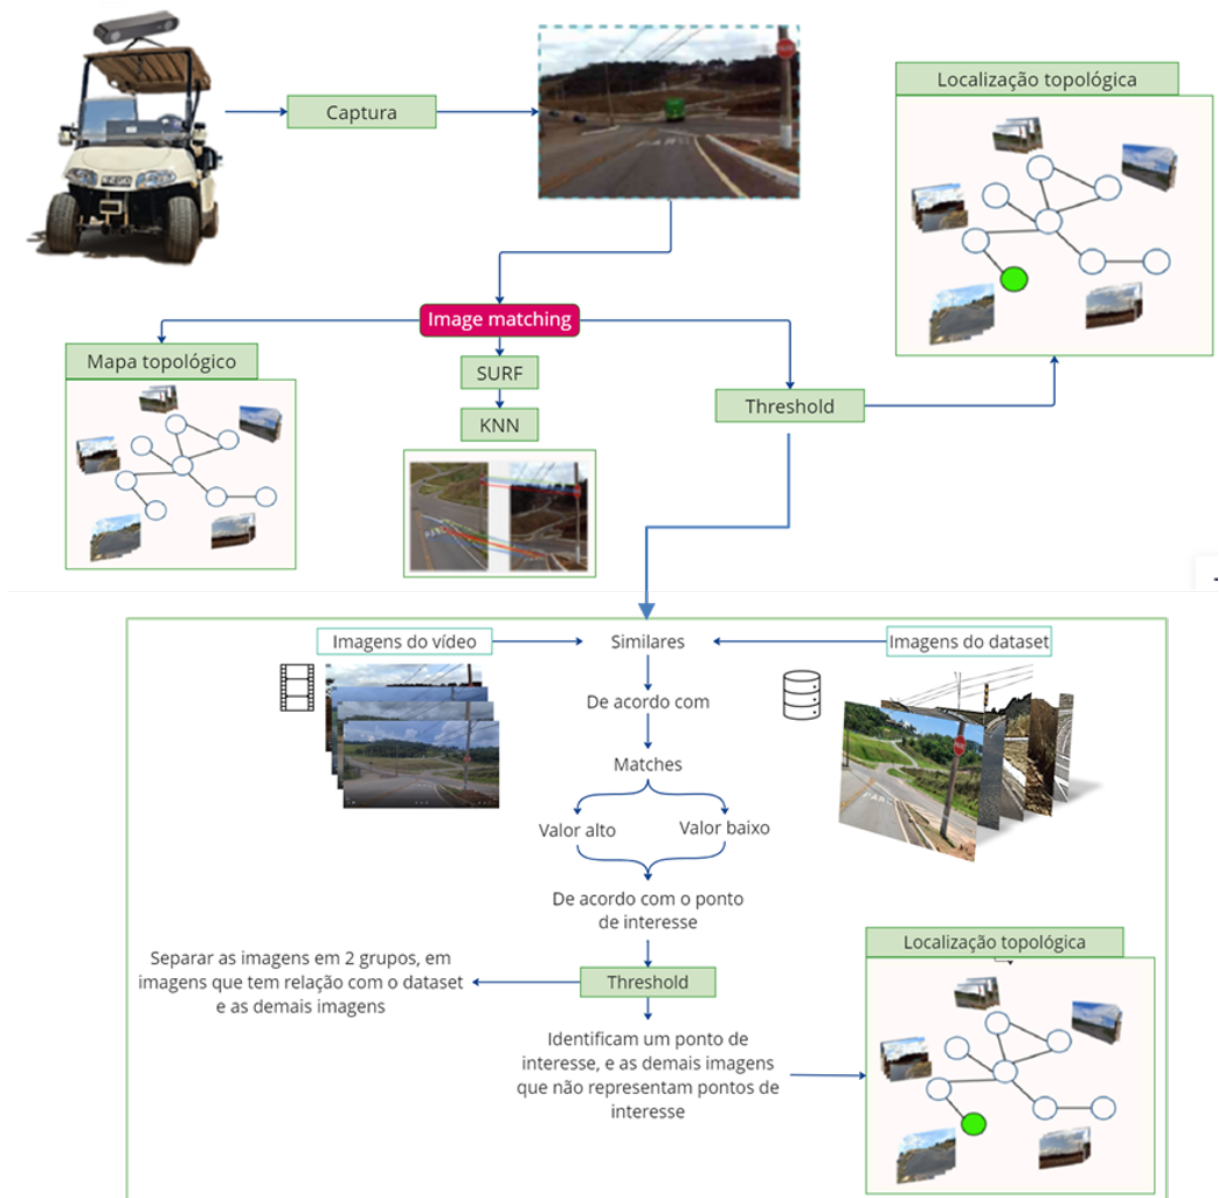 Captura
Localização topológica
Image matching
Mapa topológico
SURF
KNN
Threshold
Imagens do vídeo
Similares
Imagens do dataset
De acordo com
Matches
Valor alto
Valor baixo
De acordo com o ponto
de interesse
Separar as imagens em 2 grupos, em
imagens que tem relação com o dataset
e as demais imagens
Threshold
Identificam um ponto de
interesse, e as demais imagens
que não representam pontos de
interesse
Localização topológica